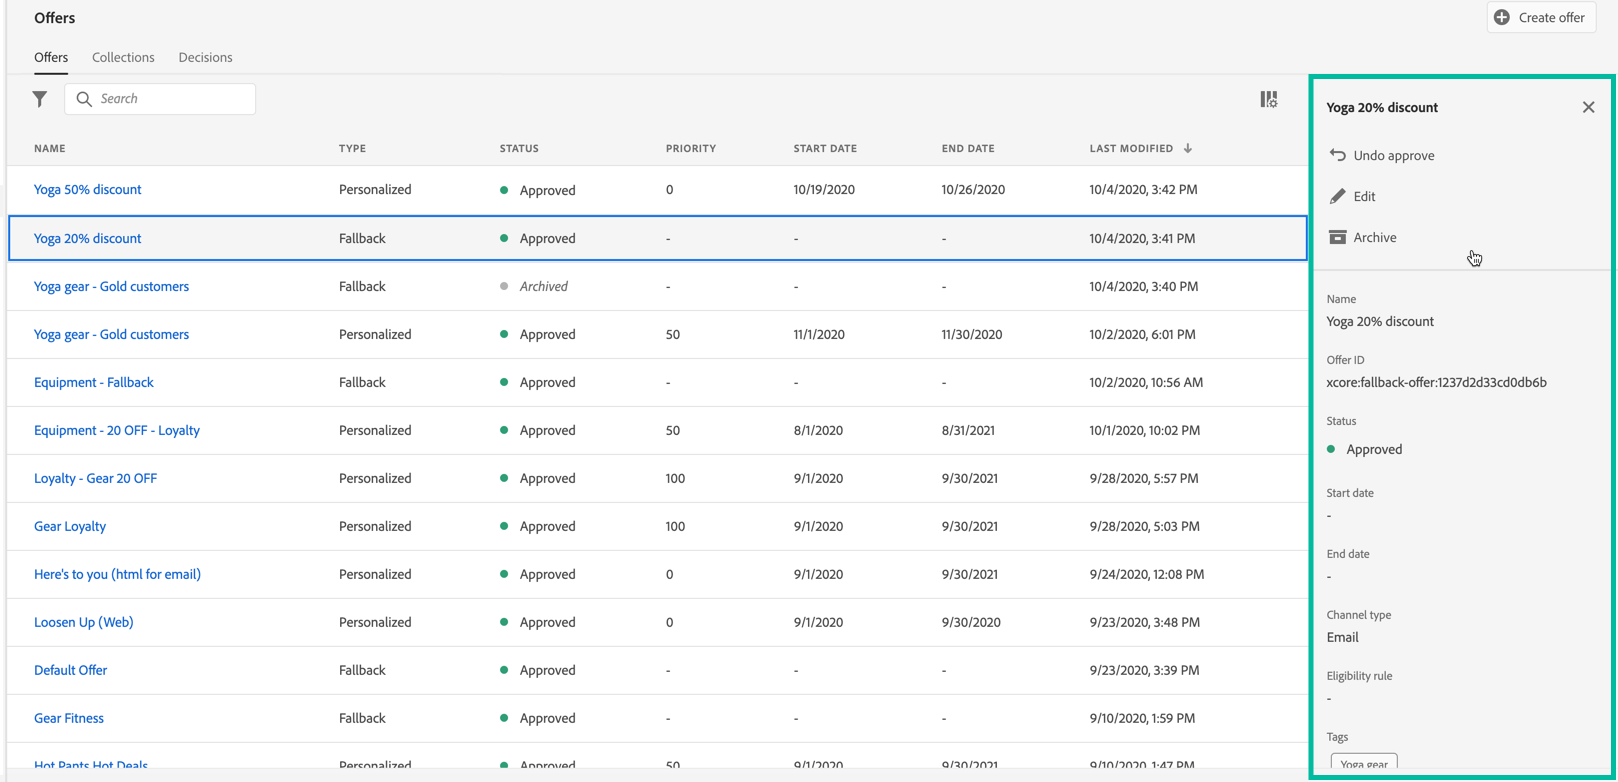 Offers
Create offer
Offers Collections Decisions
Search
NAME TYPE STATUS PRIORITY START DATE END DATE LAST MODIFIED
Yoga 50% discount Personalized Approved 0 10/19/2020 10/26/2020 10/4/2020, 3:42 PM
Yoga 20% discount Fallback Approved - - - 10/4/2020, 3:41 PM
Yoga gear - Gold customers Fallback Archived - - - 10/4/2020, 3:40 PM
Yoga gear - Gold customers Personalized Approved 50 11/1/2020 11/30/2020 10/2/2020, 6:01 PM
Equipment - Fallback Fallback Approved - - - 10/2/2020, 10:56 AM
Equipment - 20 OFF - Loyalty Personalized Approved 50 8/1/2020 8/31/2021 10/1/2020, 10:02 PM
Loyalty - Gear 20 OFF Personalized Approved 100 9/1/2020 9/30/2021 9/28/2020, 5:57 PM
Gear Loyalty Personalized Approved 100 9/1/2020 9/30/2021 9/28/2020, 5:03 PM
Here's to you (html for email) Personalized Approved 0 9/1/2020 9/30/2021 9/24/2020, 12:08 PM
Loosen Up (Web) Personalized Approved 0 9/1/2020 9/30/2020 9/23/2020, 3:48 PM
Default Offer Fallback Approved - - - 9/23/2020, 3:39 PM
Gear Fitness Fallback Approved - - - 9/10/2020, 1:59 PM
Hot Pants Hot Deals Personalized Approved 50 9/1/2020 9/30/2021 9/10/2020, 1:47 PM
Yoga 20% discount
Undo approve
Edit
Archive
Name
Yoga 20% discount
Offer ID
xcore:fallback-offer:1237d2d33cd0db6b
Status
Approved
Start date
-
End date
-
Channel type
Email
Eligibility rule
-
Tags
Yoga gear